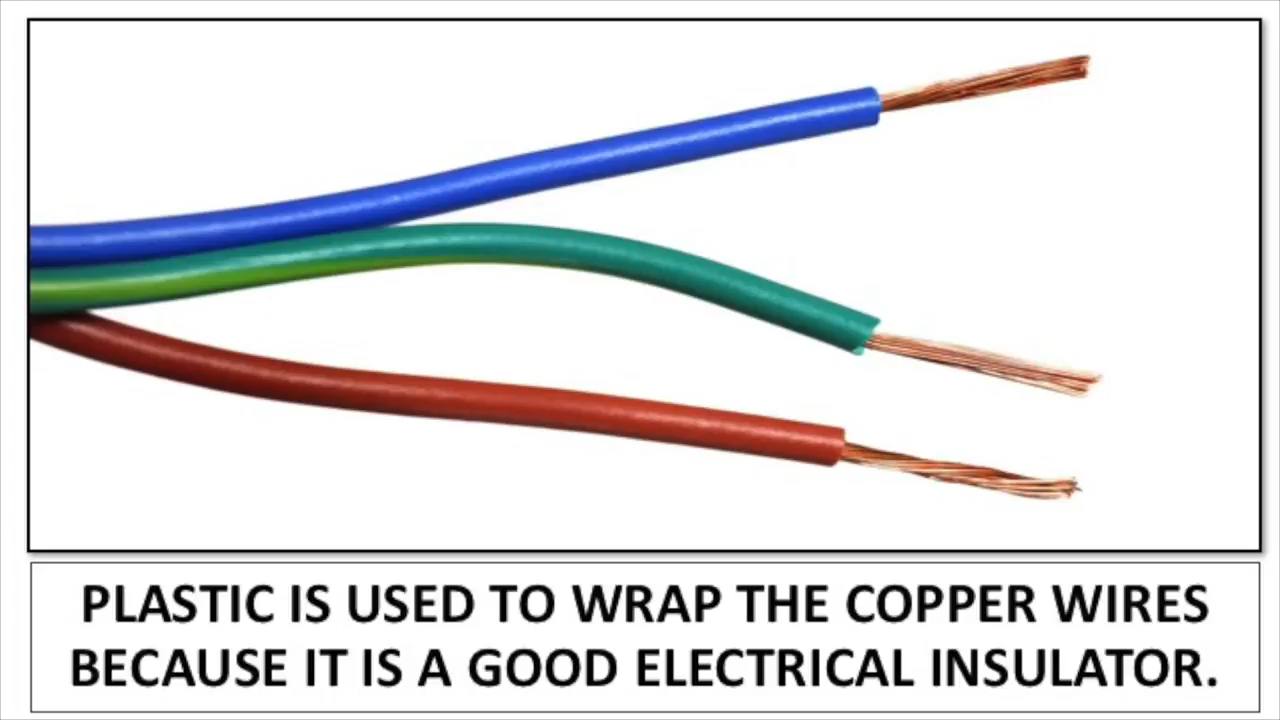 PLASTIC IS USED TO WRAP THE COPPER WIRES
BECAUSE IT IS A GOOD ELECTRICAL INSULATOR.